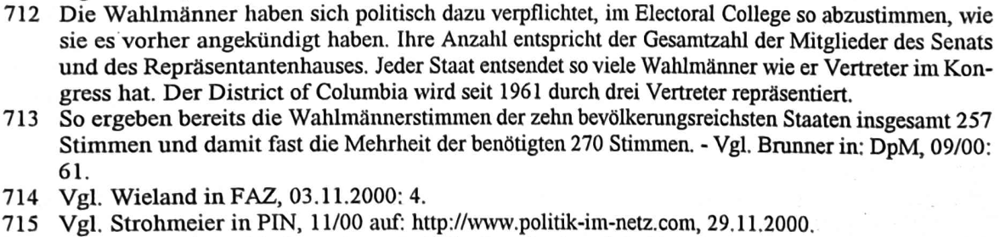 712 Die Wahlmänner haben sich politisch dazu verpflichtet, im Electoral College so abzustimmen, wie
sie es vorher angekündigt haben. Ihre Anzahl entspricht der Gesamtzahl der Mitglieder des Senats
und des Repräsentantenhauses. Jeder Staat entsendet so viele Wahlmänner wie er Vertreter im Kon-
gress hat. Der District of Columbia wird seit 1961 durch drei Vertreter repräsentiert.
713 So ergeben bereits die Wahlmännerstimmen der zehn bevölkerungsreichsten Staaten insgesamt 257
Stimmen und damit fast die Mehrheit der benötigten 270 Stimmen. - Vgl. Brunner in: DpM, 09/00:
61.
714 Vgl. Wieland in FAZ, 03.11.2000: 4.
715 Vgl. Strohmeier in PIN, 11/00 auf: http://www.politik-im-netz.com, 29.11.2000.